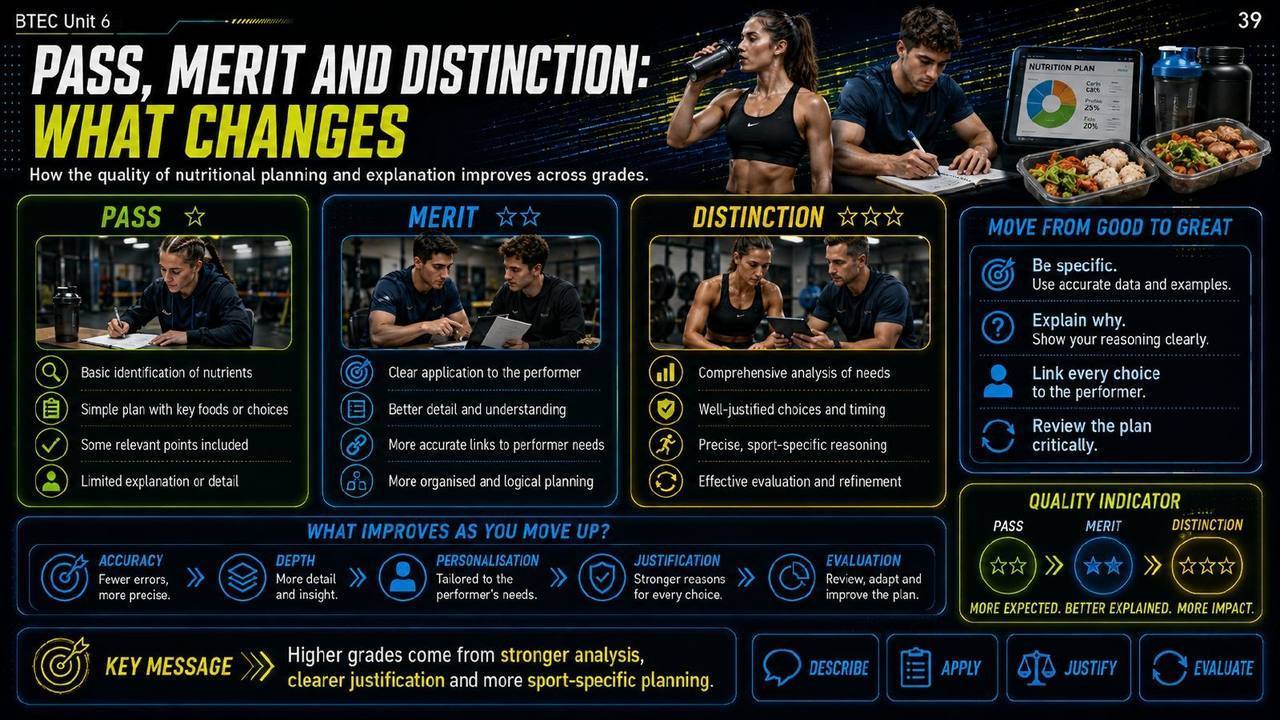 BTEC Unit 6
39
PASS, MERIT AND DISTINCTION:
WHAT CHANGES
How the quality of nutritional planning and explanation improves across grades.
NUTRITION PLAN
25%
20%
PASS
Basic identification of nutrients
Simple plan with key foods or choices
Some relevant points included
Limited explanation or detail
MERIT
Clear application to the performer
Better detail and understanding
More accurate links to performer needs
More organised and logical planning
DISTINCTION
Comprehensive analysis of needs
Well-justified choices and timing
Precise, sport-specific reasoning
Effective evaluation and refinement
MOVE FROM GOOD TO GREAT
Be specific.
Use accurate data and examples.
Explain why.
Show your reasoning clearly.
Link every choice
to the performer.
Review the plan
critically.
WHAT IMPROVES AS YOU MOVE UP?
ACCURACY
Fewer errors,
more precise.
DEPTH
More detail
and insight.
PERSONALISATION
Tailored to the
performer's needs.
JUSTIFICATION
Stronger reasons
for every choice.
EVALUATION
Review, adapt and
improve the plan.
QUALITY INDICATOR
PASS
MERIT
DISTINCTION
MORE EXPECTED. BETTER EXPLAINED. MORE IMPACT.
KEY MESSAGE
Higher grades come from stronger analysis,
clearer justification and more sport-specific planning.
DESCRIBE
APPLY
JUSTIFY
EVALUATE